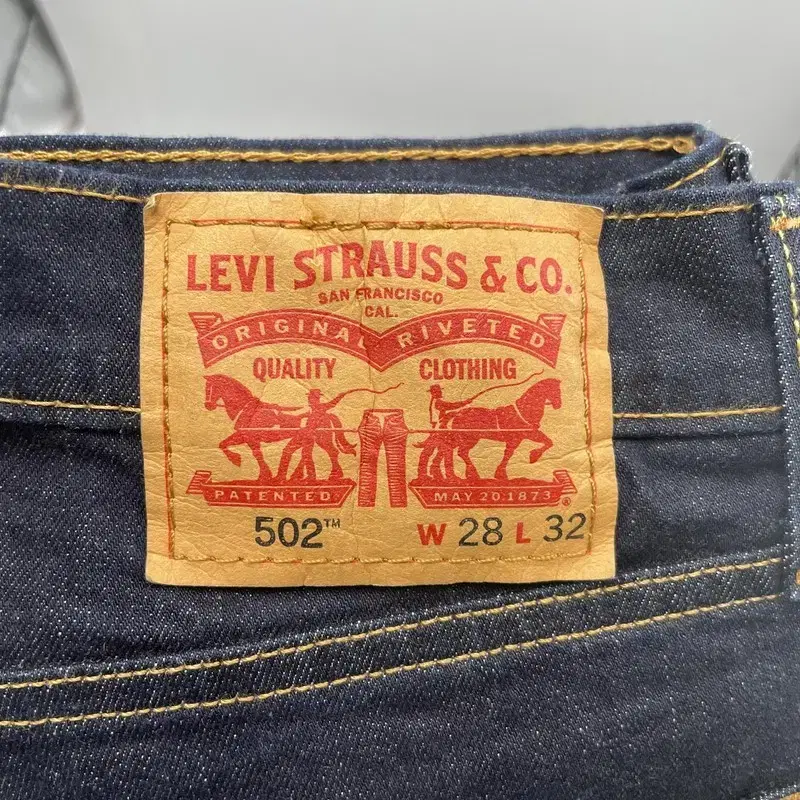 LEVI STRAUSS & CO.
SAN FRANCISCO
CAL.
ORIGINAL RIVETED
QUALITY CLOTHING
PATENTED MAY 20.1873
®
502™ W 28 L 32